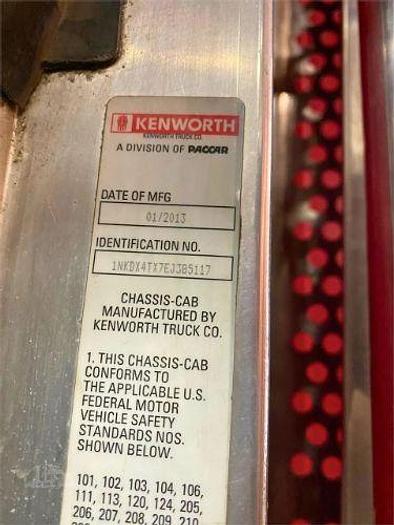 KENWORTH
KENWORTH TRUCK CO.
A DIVISION OF PACCAR
DATE OF MFG
01/2013
IDENTIFICATION NO.
1NKDX4TX7EJ385117
CHASSIS-CAB
MANUFACTURED BY
KENWORTH TRUCK CO.
1. THIS CHASSIS-CAB
CONFORMS TO
THE APPLICABLE U.S.
FEDERAL MOTOR
VEHICLE SAFETY
STANDARDS NOS.
SHOWN BELOW.
101, 102, 103, 104, 106,
111, 113, 120, 124, 205,
206, 207, 208, 209, 210